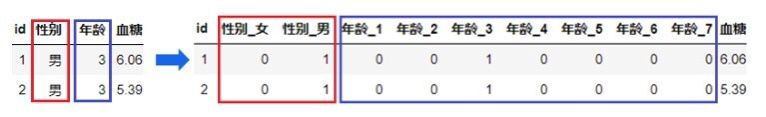 id 性别 年龄 血糖 id 性别_女 性别_男 年龄_1 年龄_2 年龄_3 年龄_4 年龄_5 年龄_6 年龄_7 血糖
1 男 3 6.06 1 0 1 0 0 1 0 0 0 0 6.06
2 男 3 5.39 2 0 1 0 0 1 0 0 0 0 5.39